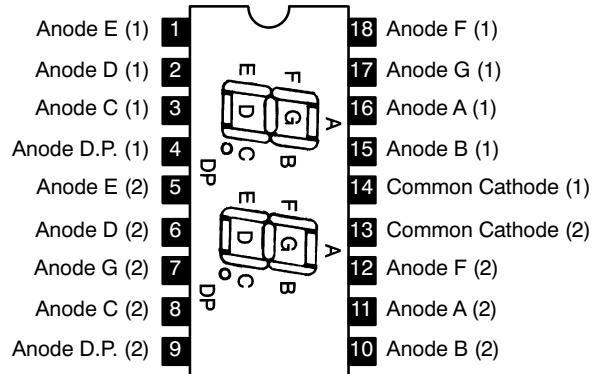 Anode E (1) 1
Anode D (1) 2
Anode C (1) 3
Anode D.P. (1) 4
Anode E (2) 5
Anode D (2) 6
Anode G (2) 7
Anode C (2) 8
Anode D.P. (2) 9
E F
D G A
C B
DP
E F
D G A
C B
DP
18 Anode F (1)
17 Anode G (1)
16 Anode A (1)
15 Anode B (1)
14 Common Cathode (1)
13 Common Cathode (2)
12 Anode F (2)
11 Anode A (2)
10 Anode B (2)